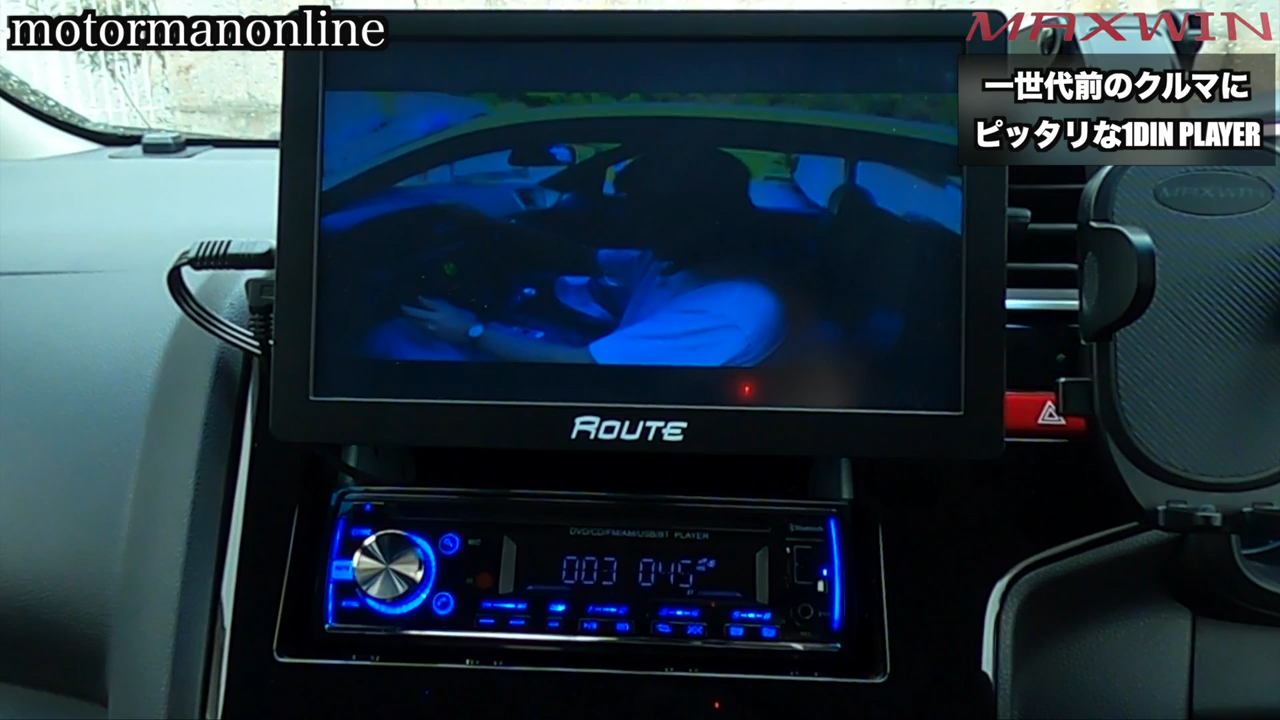 motormanonline
MAXWIN
一世代前のクルマに
ピッタリな1DIN PLAYER
MAXWIN
ROUTE
DVD/CD/FM/AM/USB/BT PLAYER
Bluetooth
003 045